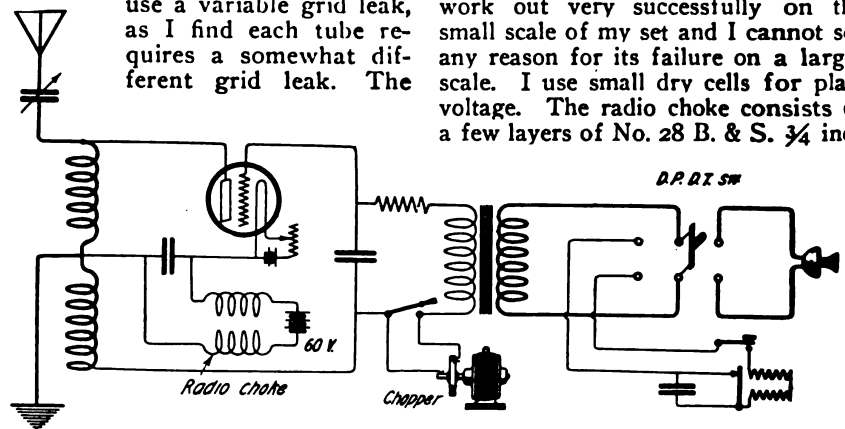 use a variable grid leak,
as I find each tube re-
quires a somewhat dif-
ferent grid leak. The
work out very successfully on th
small scale of my set and I cannot se
any reason for its failure on a larg
scale. I use small dry cells for pla
voltage. The radio choke consists o
a few layers of No. 28 B. & S. ¾ inc
D.P. D.T. SW.
60 V.
Radio choke
Chopper